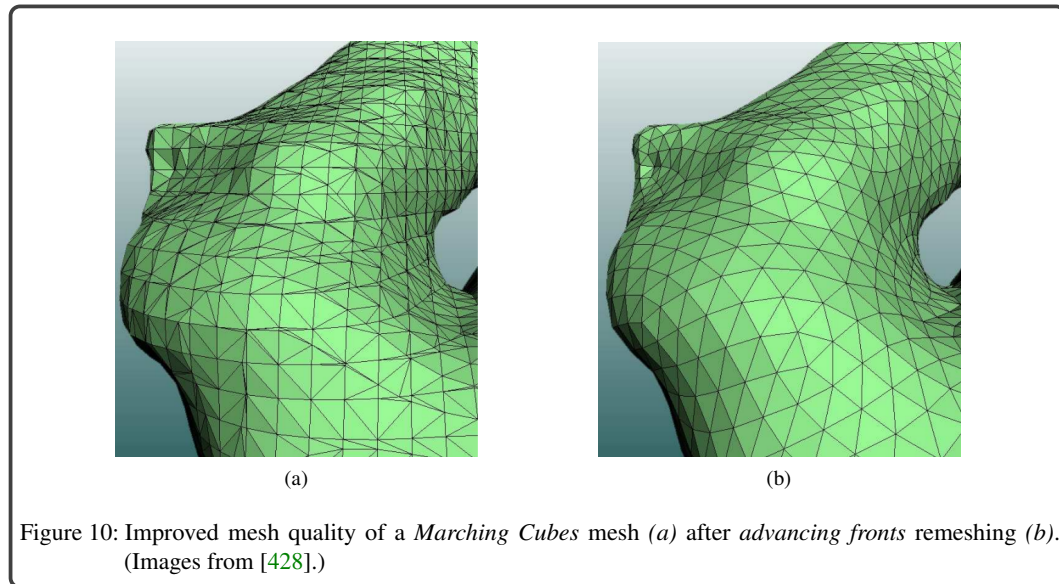 (a)
(b)
Figure 10: Improved mesh quality of a Marching Cubes mesh (a) after advancing fronts remeshing (b).
(Images from [428].)